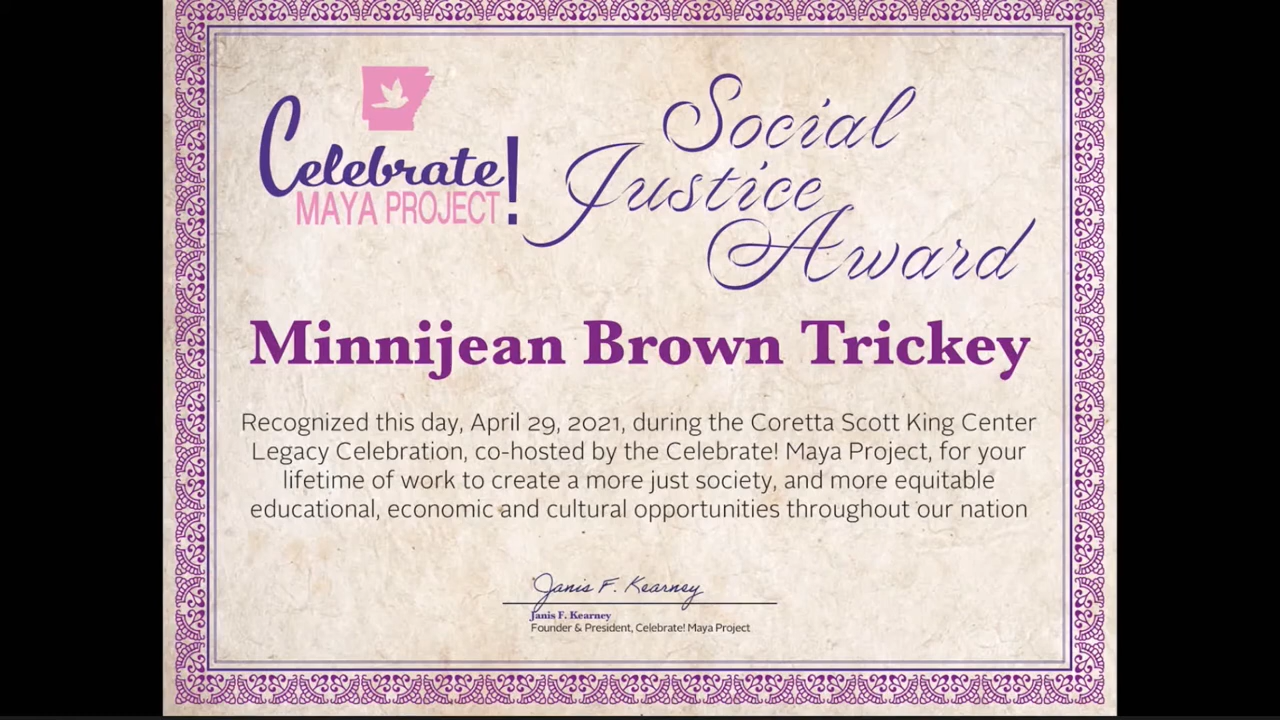 Celebrate!
MAYA PROJECT
Social
Justice
Award
Minnijean Brown Trickey
Recognized this day, April 29, 2021, during the Coretta Scott King Center
Legacy Celebration, co-hosted by the Celebrate! Maya Project, for your
lifetime of work to create a more just society, and more equitable
educational, economic and cultural opportunities throughout our nation
Janis F. Kearney
Janis F. Kearney
Founder & President, Celebrate! Maya Project